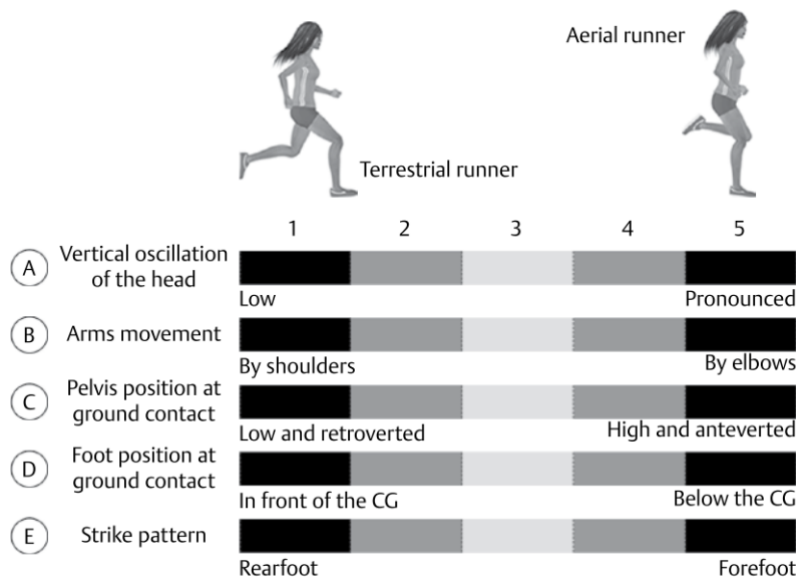 Aerial runner
Terrestrial runner
1 2 3 4 5
A Vertical oscillation
of the head
Low Pronounced
B Arms movement
By shoulders By elbows
C Pelvis position at
ground contact
Low and retroverted High and anteverted
D Foot position at
ground contact
In front of the CG Below the CG
E Strike pattern
Rearfoot Forefoot